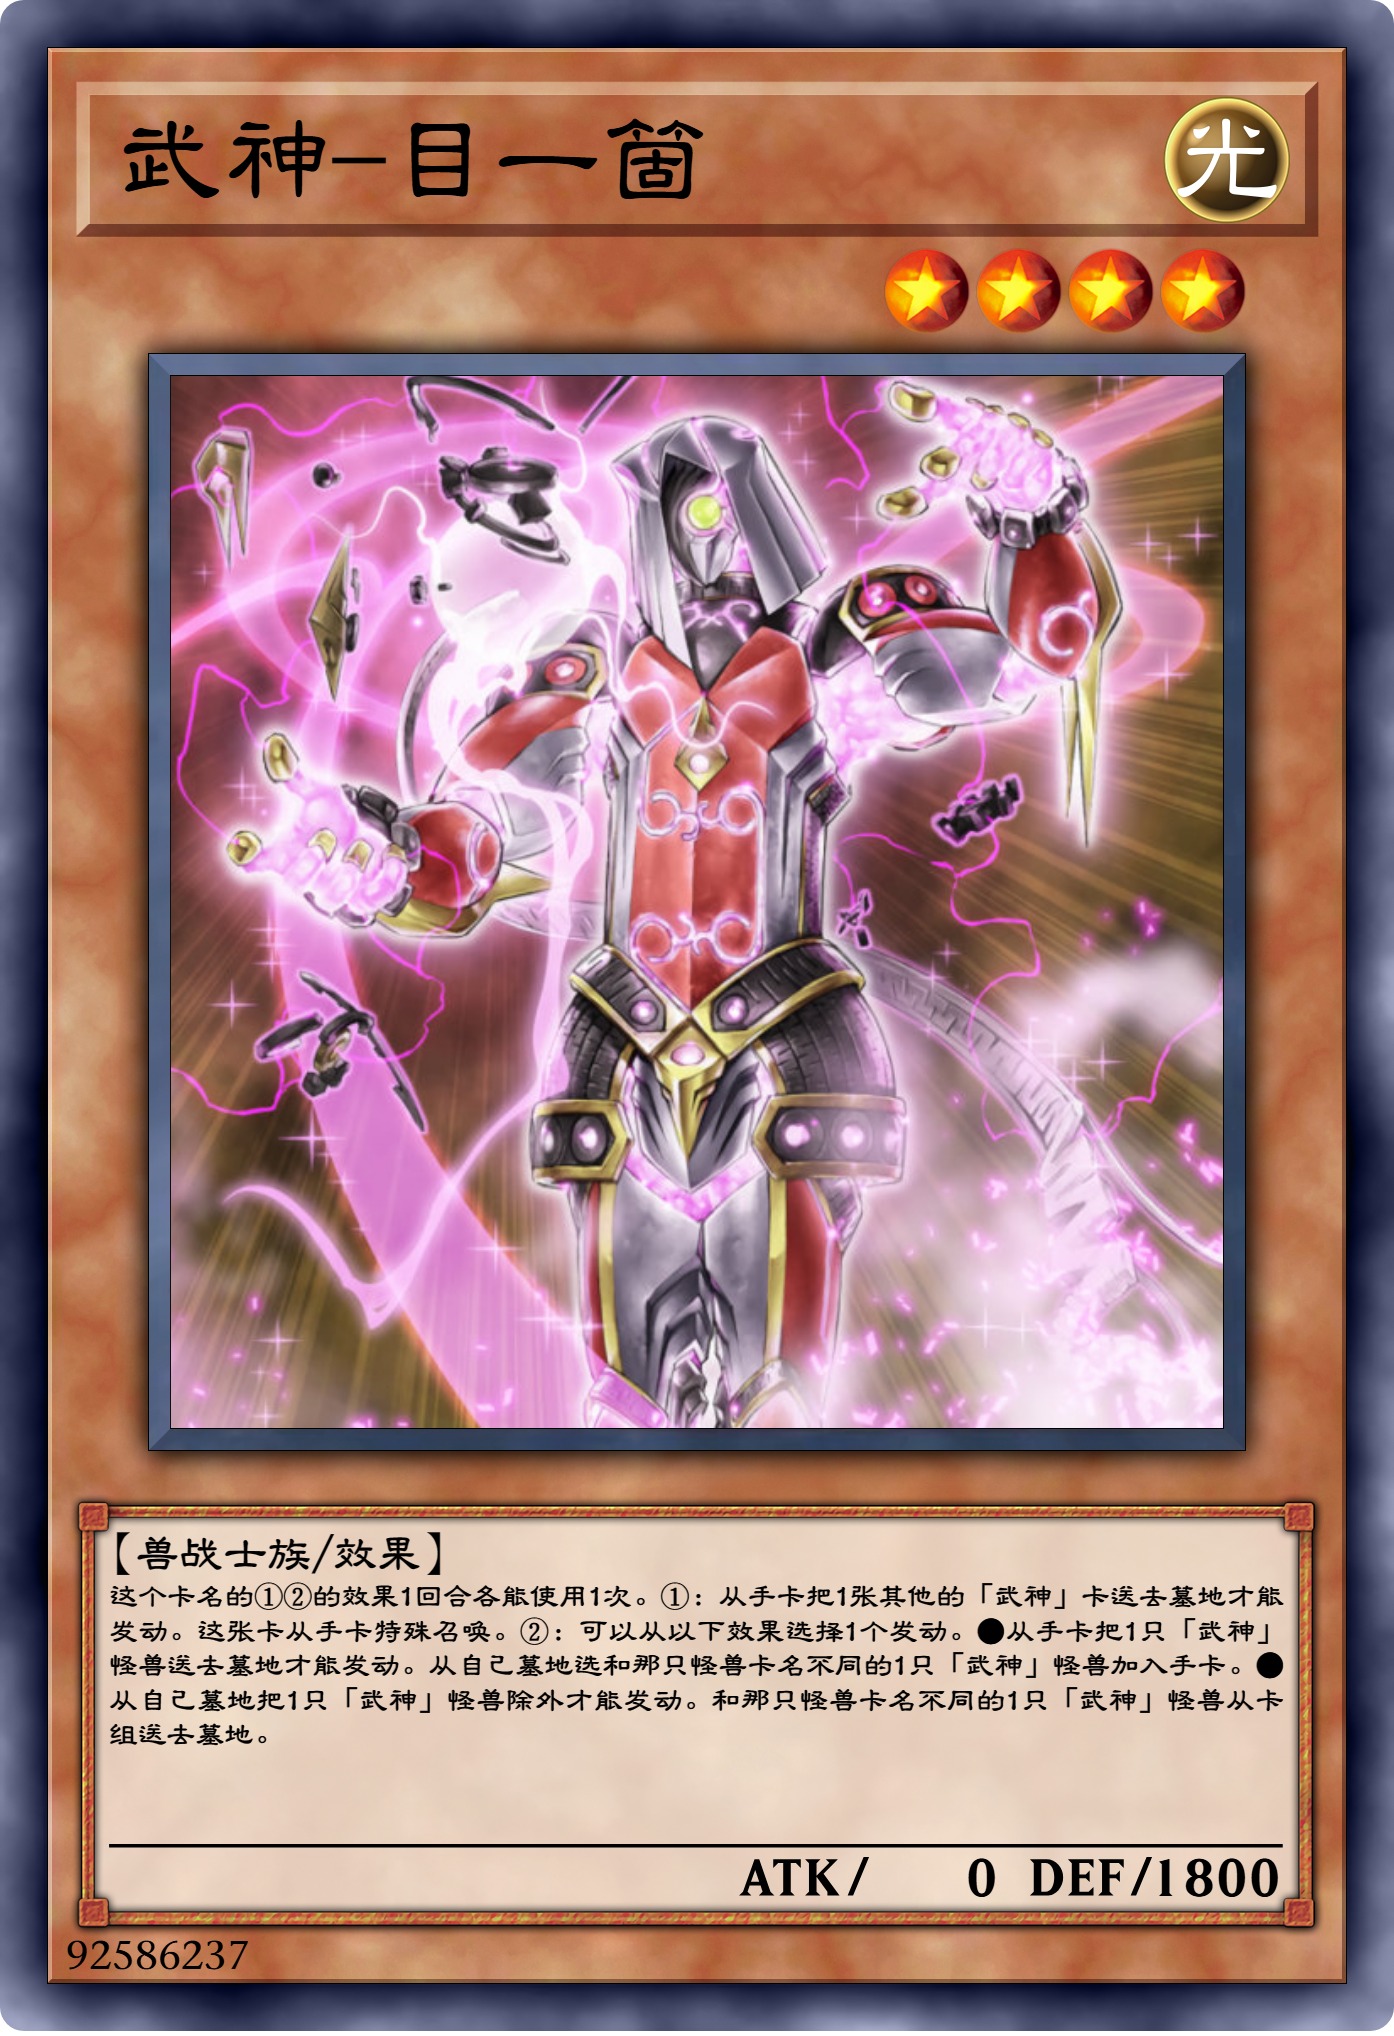 武神-目一箇
光
【兽战士族/效果】
这个卡名的①②的效果1回合各能使用1次。①：从手卡把1张其他的「武神」卡送去墓地才能
发动。这张卡从手卡特殊召唤。②：可以从以下效果选择1个发动。●从手卡把1只「武神」
怪兽送去墓地才能发动。从自己墓地选和那只怪兽卡名不同的1只「武神」怪兽加入手卡。●
从自己墓地把1只「武神」怪兽除外才能发动。和那只怪兽卡名不同的1只「武神」怪兽从卡
组送去墓地。
ATK/ 0 DEF/1800
92586237